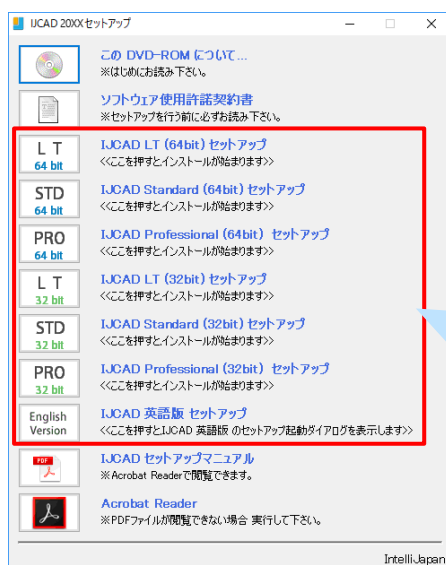 IJCAD 20XXセットアップ
この DVD-ROM について...
※はじめにお読み下さい。
ソフトウェア使用許諾契約書
※セットアップを行う前に必ずお読み下さい。
L T
64 bit
IJCAD LT (64bit) セットアップ
<<ここを押すとインストールが始まります>>
STD
64 bit
IJCAD Standard (64bit) セットアップ
<<ここを押すとインストールが始まります>>
PRO
64 bit
IJCAD Professional (64bit) セットアップ
<<ここを押すとインストールが始まります>>
L T
32 bit
IJCAD LT (32bit) セットアップ
<<ここを押すとインストールが始まります>>
STD
32 bit
IJCAD Standard (32bit) セットアップ
<<ここを押すとインストールが始まります>>
PRO
32 bit
IJCAD Professional (32bit) セットアップ
<<ここを押すとインストールが始まります>>
English
Version
IJCAD 英語版 セットアップ
<<ここを押すとIJCAD 英語版 のセットアップ起動ダイアログを表示します>>
PDF
IJCAD セットアップマニュアル
※Acrobat Readerで閲覧できます。
Acrobat Reader
※PDFファイルが閲覧できない場合 実行して下さい。
IntelliJapan